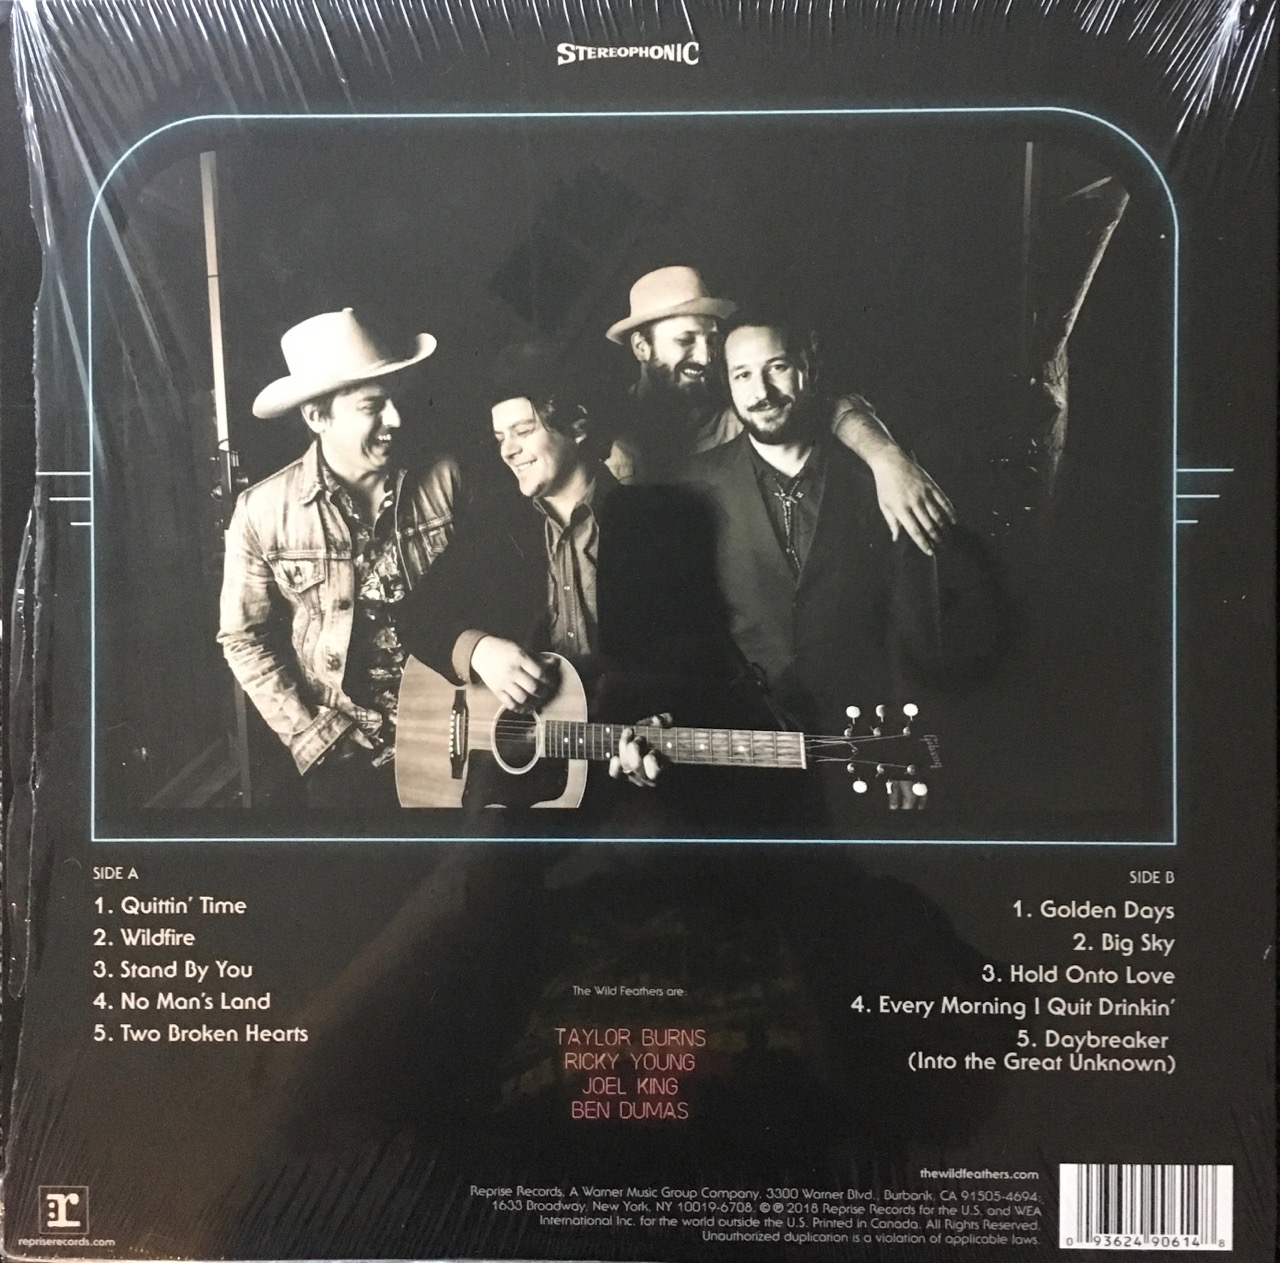 STEREOPHONIC
Gibson
SIDE A
1. Quittin' Time
2. Wildfire
3. Stand By You
4. No Man's Land
5. Two Broken Hearts
SIDE B
1. Golden Days
2. Big Sky
3. Hold Onto Love
4. Every Morning I Quit Drinkin'
5. Daybreaker
(Into the Great Unknown)
The Wild Feathers are:
TAYLOR BURNS
RICKY YOUNG
JOEL KING
BEN DUMAS
thewildfeathers.com
Reprise Records, A Warner Music Group Company, 3300 Warner Blvd., Burbank, CA 91505-4694;
1633 Broadway, New York, NY 10019-6708. © ℗ 2018 Reprise Records for the U.S. and WEA
International Inc. for the world outside the U.S. Printed in Canada. All Rights Reserved.
Unauthorized duplication is a violation of applicable laws.
r
repriserecords.com
0 93624 90614 8